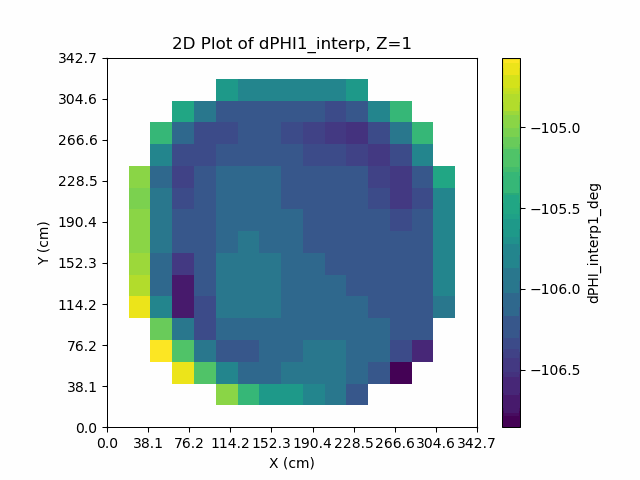 2D Plot of dPHI1_interp, Z=1
342.7
304.6
266.6
228.5
190.4
152.3
114.2
76.2
38.1
0.0
Y (cm)
0.0 38.1 76.2 114.2 152.3 190.4 228.5 266.6 304.6 342.7
X (cm)
−105.0
−105.5
−106.0
−106.5
dPHI_interp1_deg